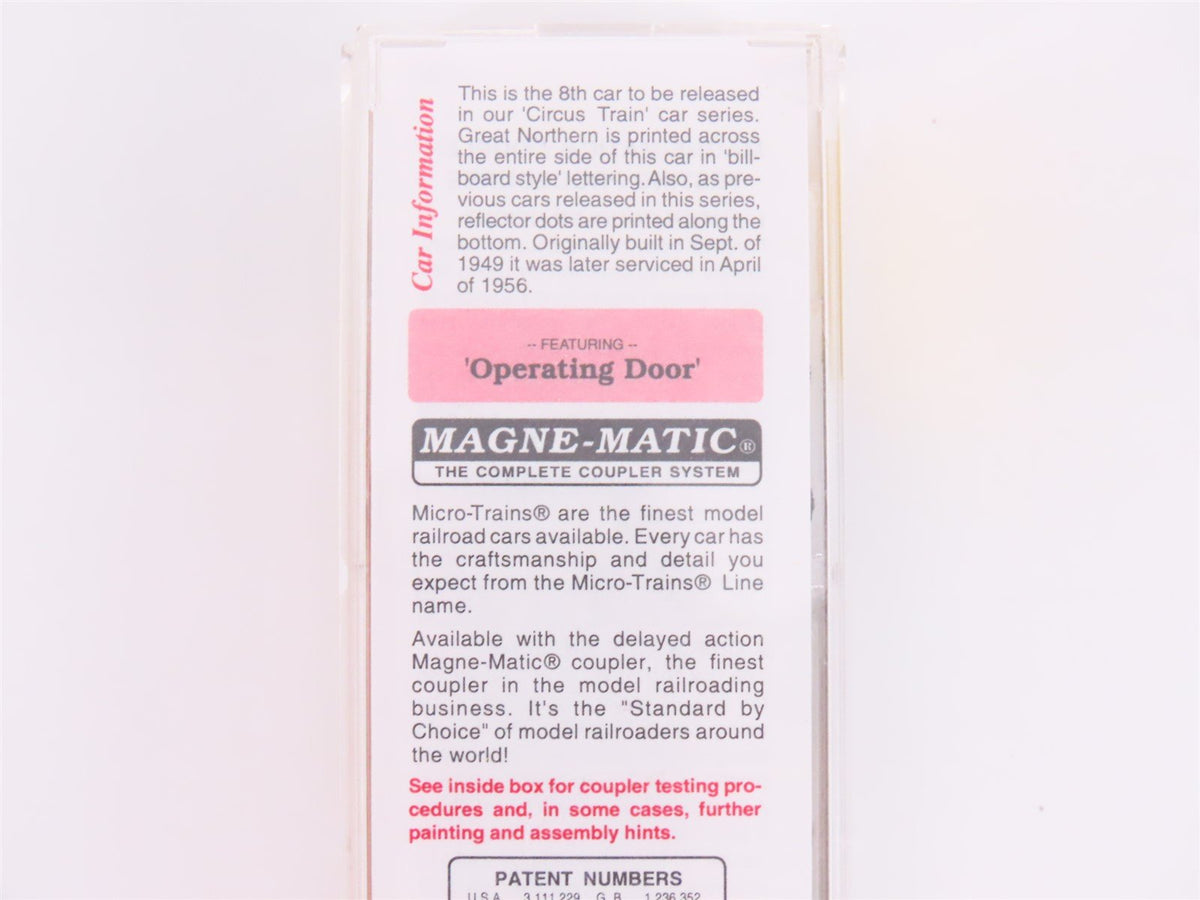 Car Information
This is the 8th car to be released
in our 'Circus Train' car series.
Great Northern is printed across
the entire side of this car in 'bill-
board style' lettering. Also, as pre-
vious cars released in this series,
reflector dots are printed along the
bottom. Originally built in Sept. of
1949 it was later serviced in April
of 1956.
-- FEATURING --
'Operating Door'
MAGNE-MATIC®
THE COMPLETE COUPLER SYSTEM
Micro-Trains® are the finest model
railroad cars available. Every car has
the craftsmanship and detail you
expect from the Micro-Trains® Line
name.
Available with the delayed action
Magne-Matic® coupler, the finest
coupler in the model railroading
business. It's the "Standard by
Choice" of model railroaders around
the world!
See inside box for coupler testing pro-
cedures and, in some cases, further
painting and assembly hints.
PATENT NUMBERS
U.S.A. 3,111,229 G.B. 1,236,352